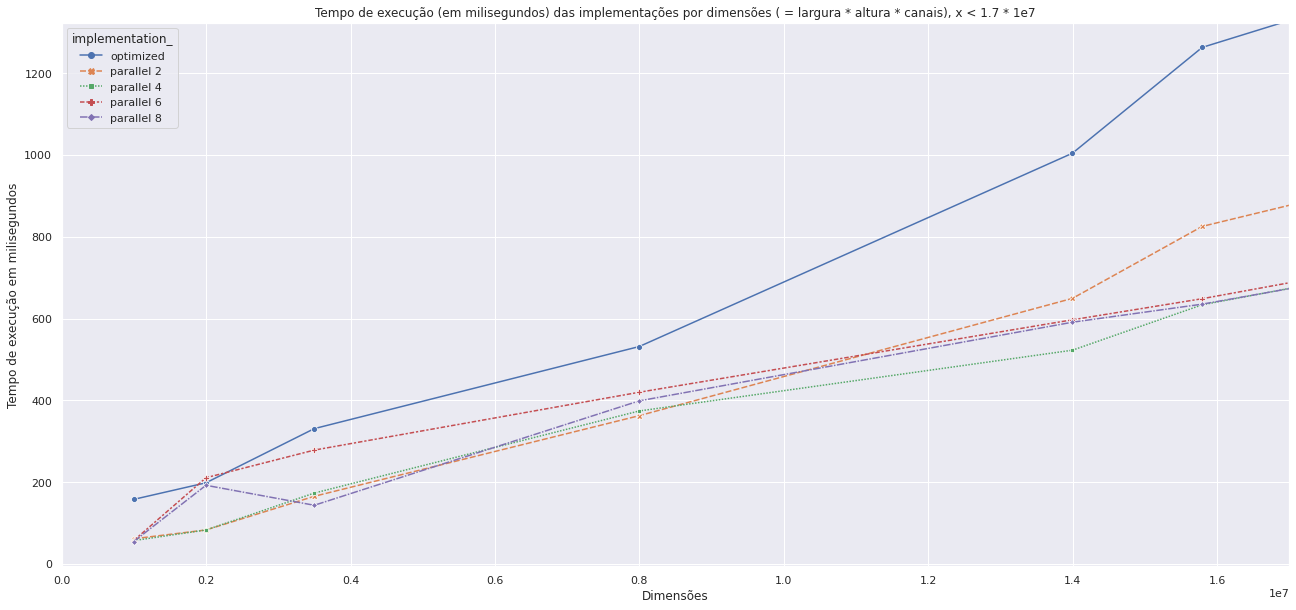 Tempo de execução (em milisegundos) das implementações por dimensões ( = largura * altura * canais), x < 1.7 * 1e7
implementation_
optimized
parallel 2
parallel 4
parallel 6
parallel 8
Tempo de execução em milisegundos
1200
1000
800
600
400
200
0
0.0
0.2
0.4
0.6
0.8
1.0
1.2
1.4
1.6
1e7
Dimensões